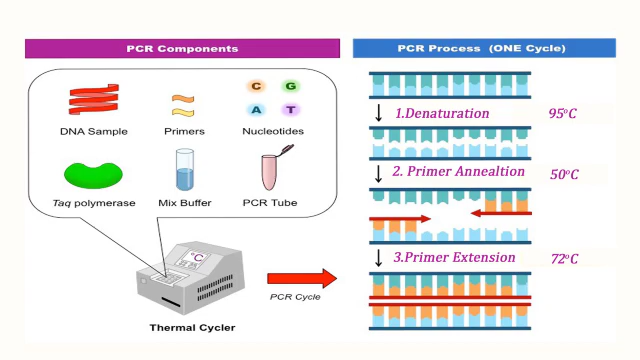 PCR Components
PCR Process (ONE Cycle)
C G
A T
DNA Sample
Primers
Nucleotides
Taq polymerase
Mix Buffer
PCR Tube
°C
PCR Cycle
Thermal Cycler
1.Denaturation 95°C
2. Primer Annealtion 50°C
3.Primer Extension 72°C